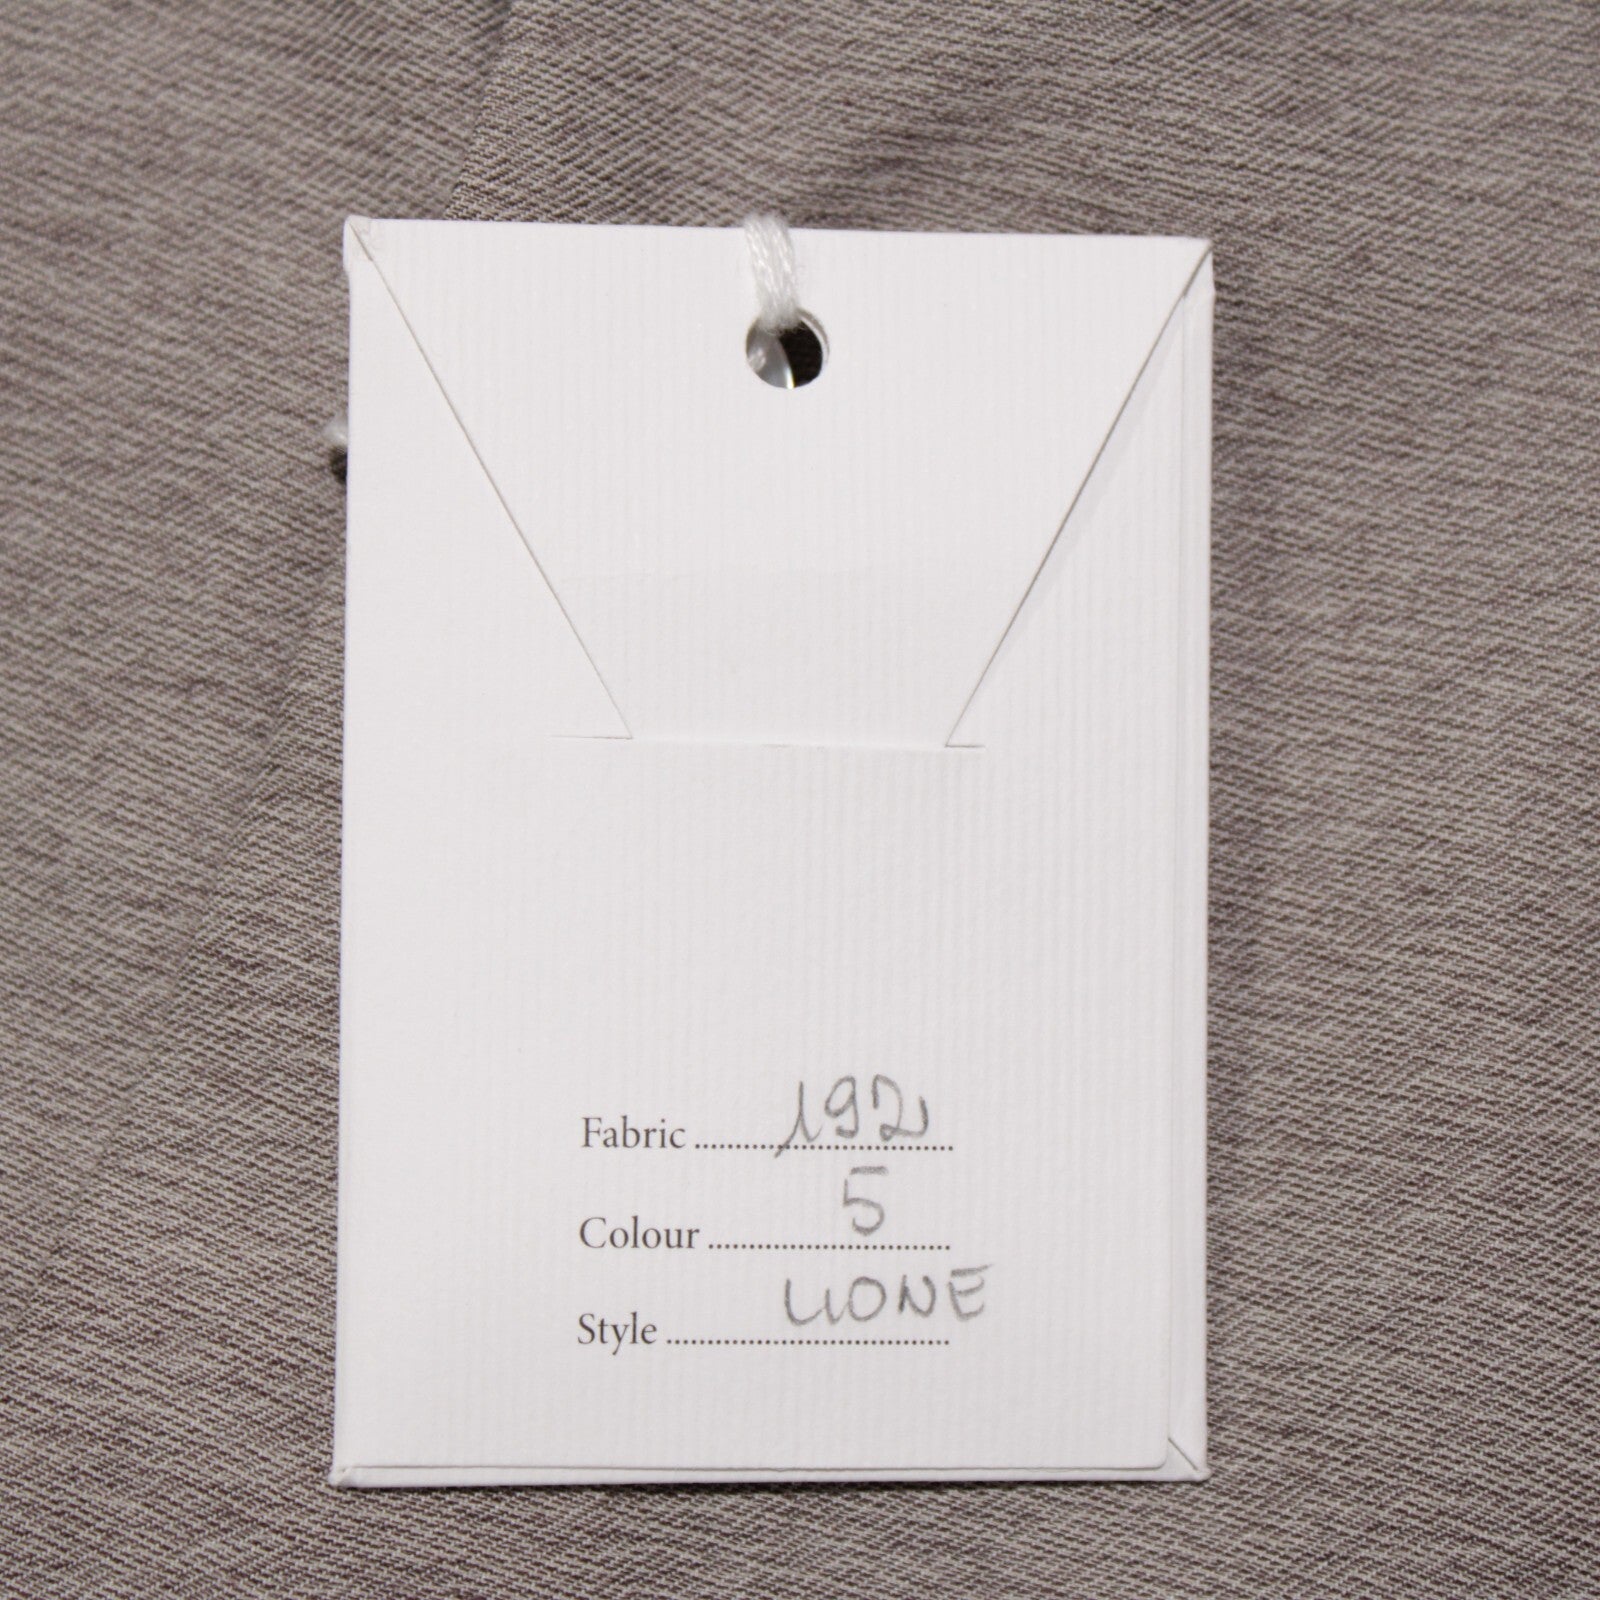 Fabric 192
Colour 5
Style LIONE